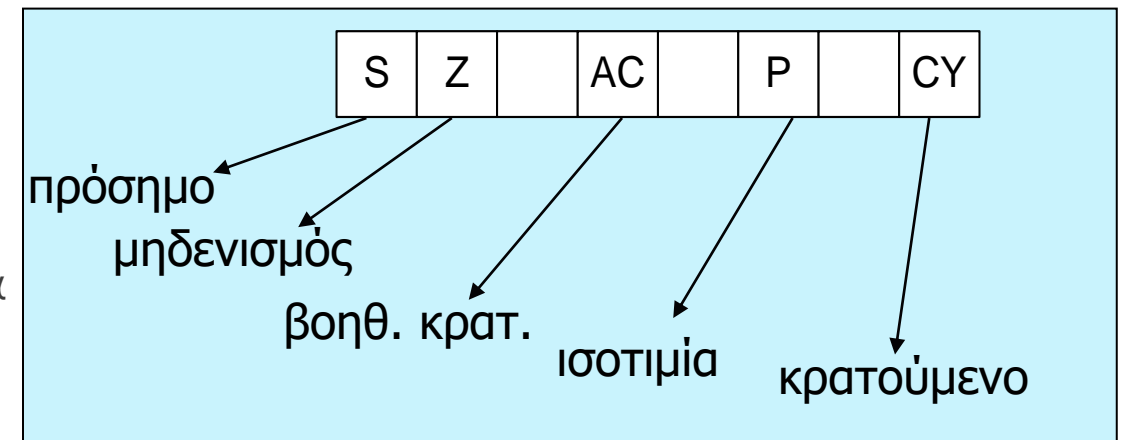 S Z AC P CY
πρόσημο
μηδενισμός
βοηθ. κρατ.
ισοτιμία
κρατούμενο